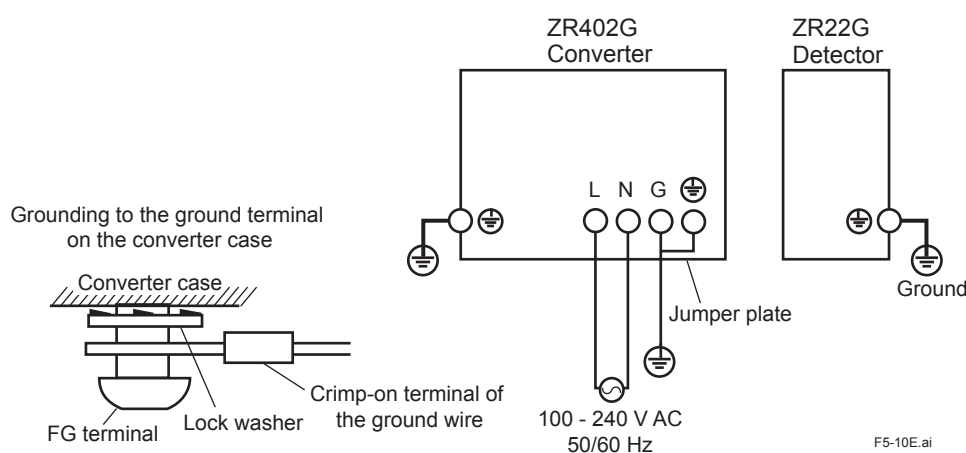 ZR402G
Converter
ZR22G
Detector
L N G
Grounding to the ground terminal
on the converter case
Converter case
Ground
Jumper plate
Crimp-on terminal of
the ground wire
Lock washer
FG terminal
100 - 240 V AC
50/60 Hz
F5-10E.ai